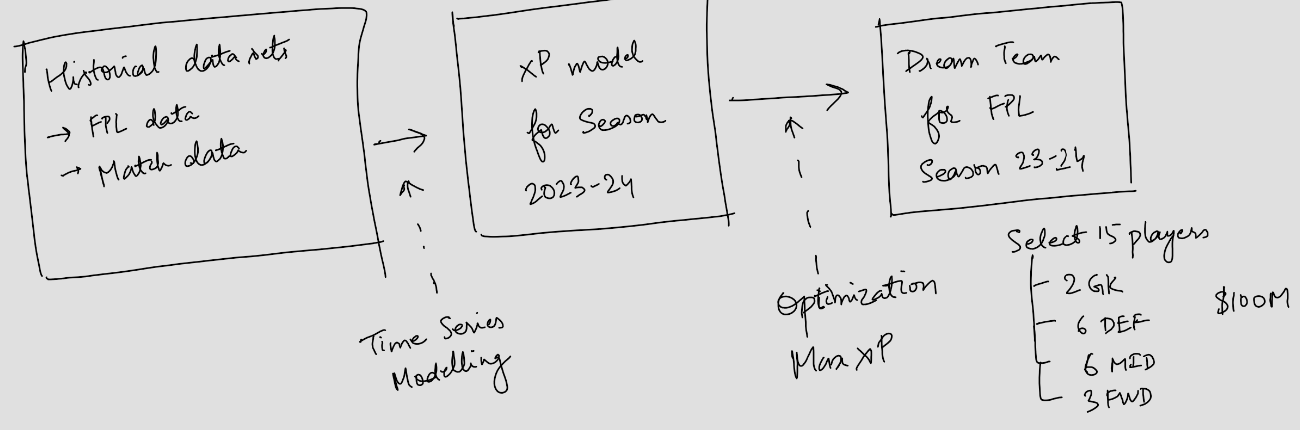 Historical data sets
→ FPL data
→ Match data
XP model
for Season
2023-24
Dream Team
for FPL
Season 23-24
Time Series
Modelling
Optimization
Max XP
Select 15 players
2 GK
6 DEF
6 MID
3 FWD
$100M